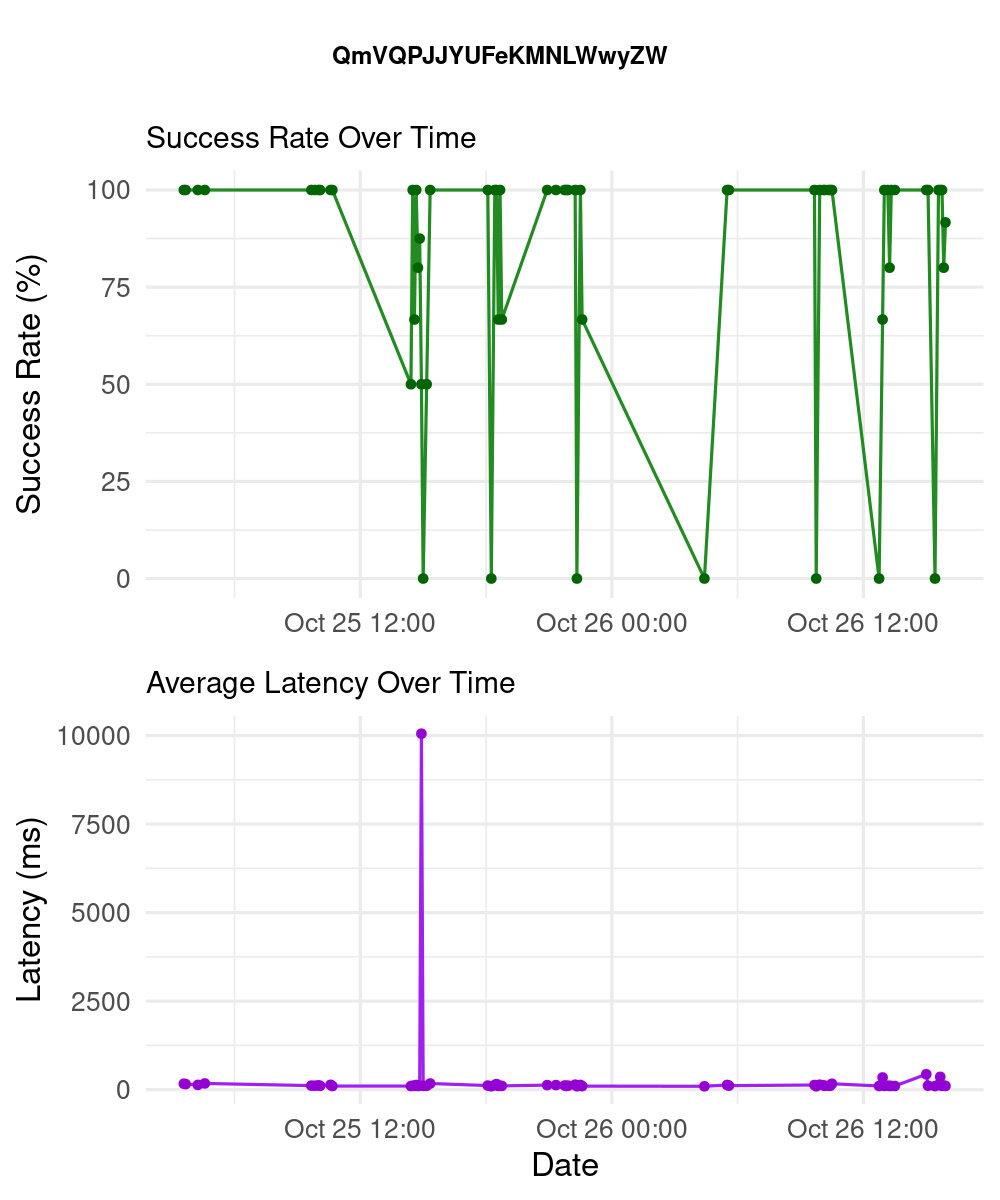 QmVQPJJYUFeKMNLWwyZW
Success Rate Over Time
Success Rate (%)
100
75
50
25
0
Oct 25 12:00 Oct 26 00:00 Oct 26 12:00
Average Latency Over Time
Latency (ms)
10000
7500
5000
2500
0
Oct 25 12:00 Oct 26 00:00 Oct 26 12:00
Date